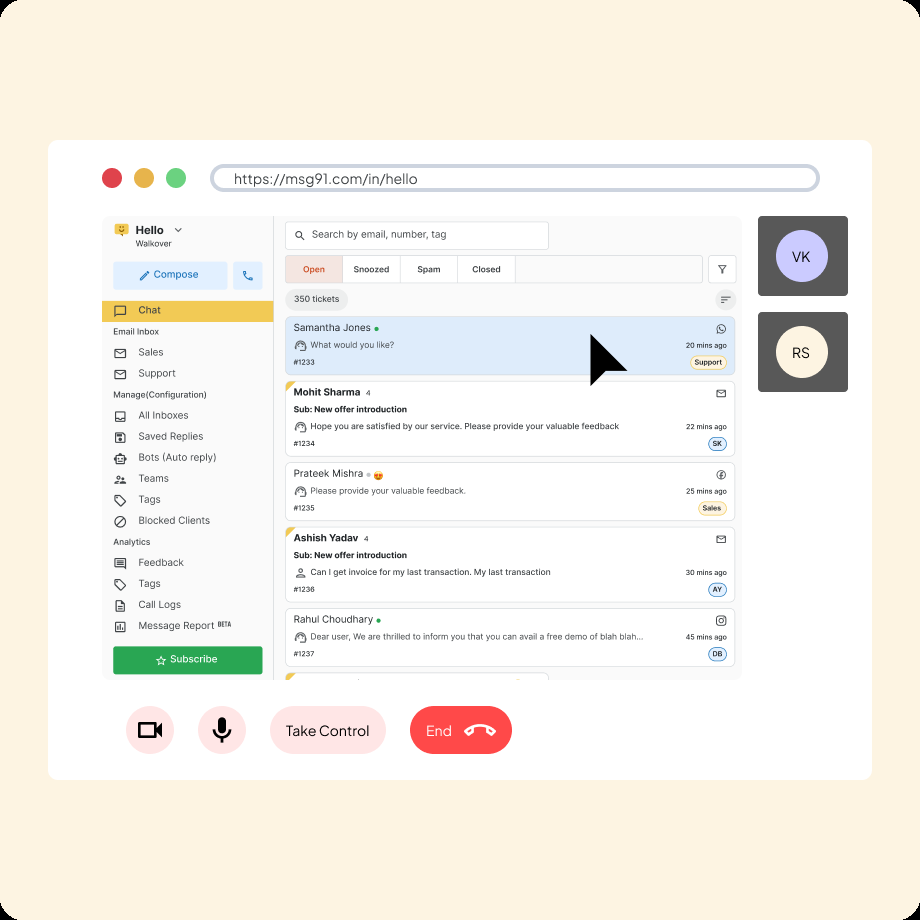 https://msg91.com/in/hello
Hello
Walkover
Compose
Chat
Email Inbox
Sales
Support
Manage(Configuration)
All Inboxes
Saved Replies
Bots (Auto reply)
Teams
Tags
Blocked Clients
Analytics
Feedback
Tags
Call Logs
Message Report BETA
Subscribe
Search by email, number, tag
Open Snoozed Spam Closed
350 tickets
Samantha Jones
What would you like? 20 mins ago
#1233 Support
Mohit Sharma 4
Sub: New offer introduction
Hope you are satisfied by our service. Please provide your valuable feedback 22 mins ago
#1234 SK
Prateek Mishra
Please provide your valuable feedback. 25 mins ago
#1235 Sales
Ashish Yadav 4
Sub: New offer introduction
Can I get invoice for my last transaction. My last transaction 30 mins ago
#1236 AY
Rahul Choudhary
Dear user, We are thrilled to inform you that you can avail a free demo of blah blah... 45 mins ago
#1237 DB
VK
RS
Take Control
End